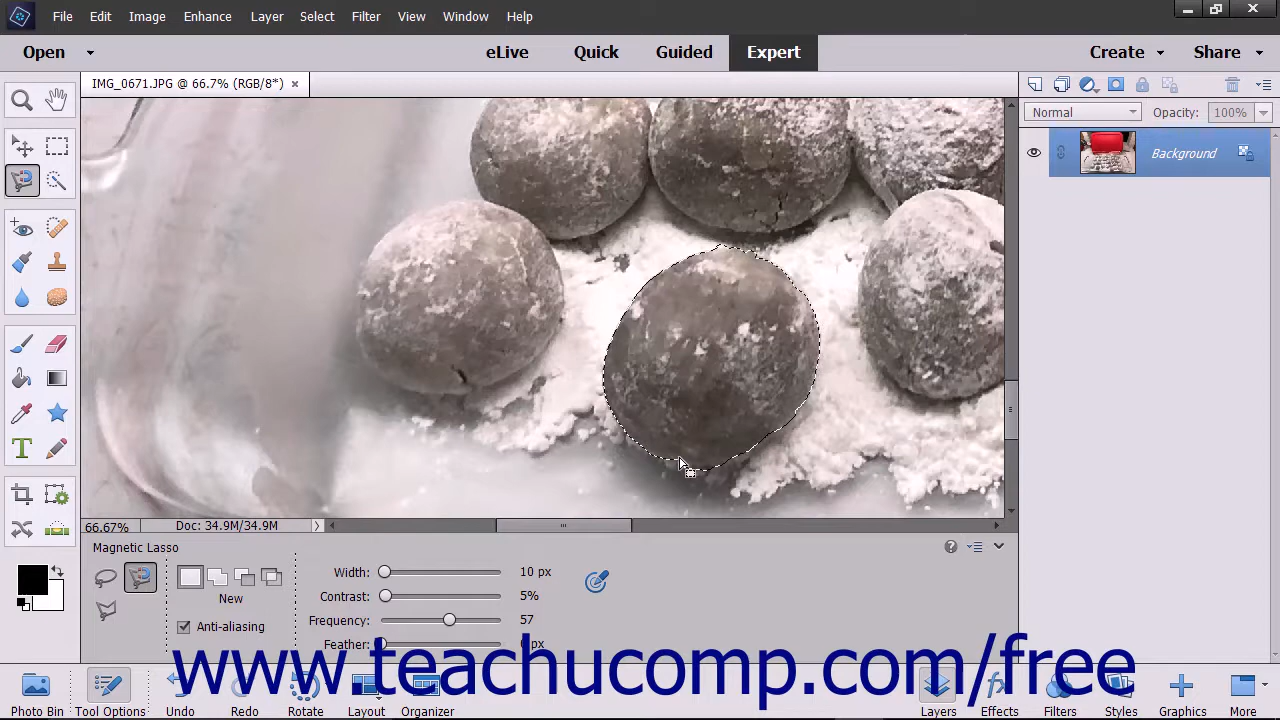 File Edit Image Enhance Layer Select Filter View Window Help
Open eLive Quick Guided Expert Create Share
IMG_0671.JPG @ 66.7% (RGB/8*) ×
Normal Opacity: 100%
Background
66.67% Doc: 34.9M/34.9M
Magnetic Lasso
Width: 10 px
Contrast: 5%
New
Frequency: 57
Anti-aliasing
Feather: px
www.teachucomp.com/free
Photo Bin Tool Options Undo Redo Rotate Layout Organizer Layers Effects Filters Styles Graphics More